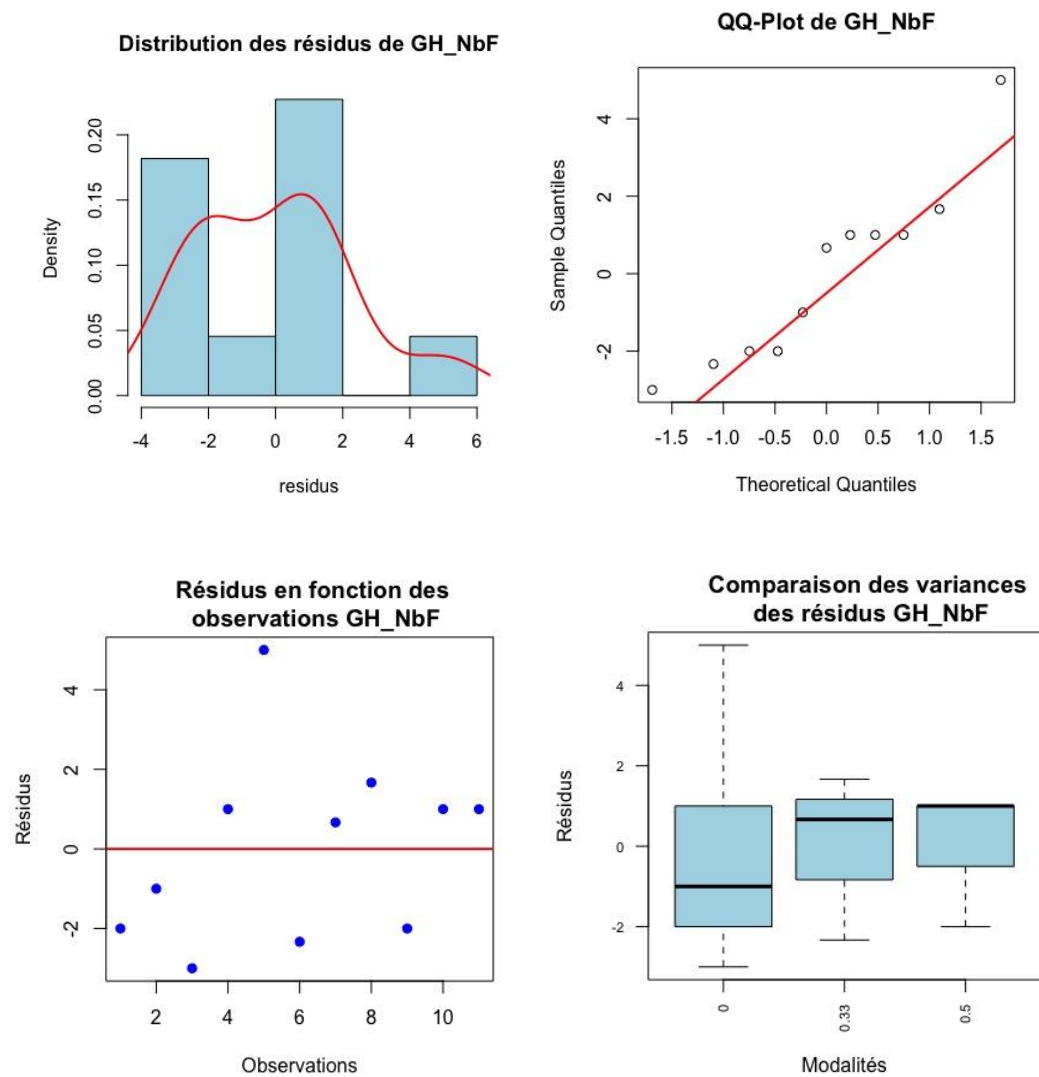 Distribution des résidus de GH_NbF
Density
0.00 0.05 0.10 0.15 0.20
-4 -2 0 2 4 6
residus
QQ-Plot de GH_NbF
Sample Quantiles
-2 0 2 4
-1.5 -1.0 -0.5 0.0 0.5 1.0 1.5
Theoretical Quantiles
Résidus en fonction des
observations GH_NbF
Résidus
-2 0 2 4
2 4 6 8 10
Observations
Comparaison des variances
des résidus GH_NbF
Résidus
-2 0 2 4
0 0.33 0.5
Modalités